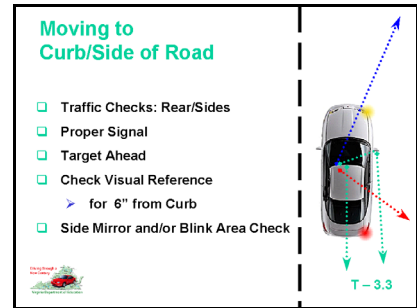 Moving to
Curb/Side of Road
Traffic Checks: Rear/Sides
Proper Signal
Target Ahead
Check Visual Reference
for 6” from Curb
Side Mirror and/or Blink Area Check
T – 3.3